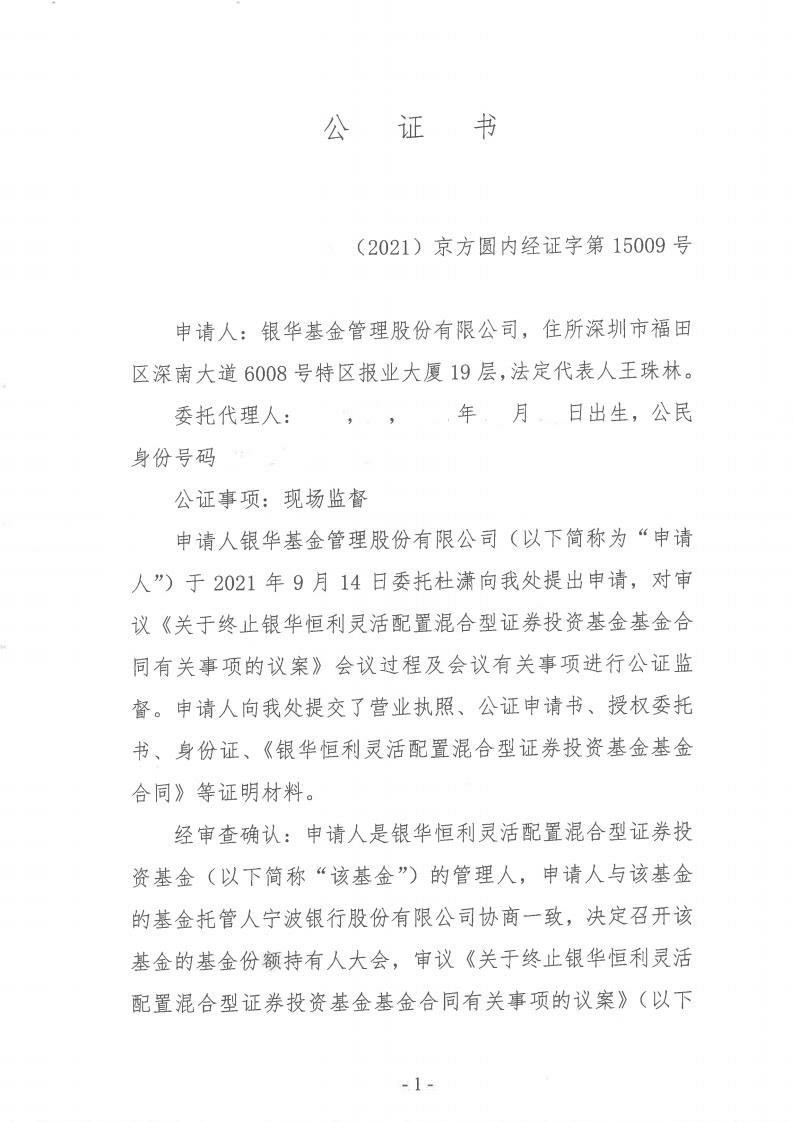 公 证 书
（2021）京方圆内经证字第 15009 号
申请人：银华基金管理股份有限公司，住所深圳市福田
区深南大道 6008 号特区报业大厦 19 层，法定代表人王珠林。
委托代理人： ， ， 年 月 日出生，公民
身份号码
公证事项：现场监督
申请人银华基金管理股份有限公司（以下简称为“申请
人”）于 2021 年 9 月 14 日委托杜潇向我处提出申请，对审
议《关于终止银华恒利灵活配置混合型证券投资基金基金合
同有关事项的议案》会议过程及会议有关事项进行公证监
督。申请人向我处提交了营业执照、公证申请书、授权委托
书、身份证、《银华恒利灵活配置混合型证券投资基金基金
合同》等证明材料。
经审查确认：申请人是银华恒利灵活配置混合型证券投
资基金（以下简称“该基金”）的管理人，申请人与该基金
的基金托管人宁波银行股份有限公司协商一致，决定召开该
基金的基金份额持有人大会，审议《关于终止银华恒利灵活
配置混合型证券投资基金基金合同有关事项的议案》（以下
- 1 -